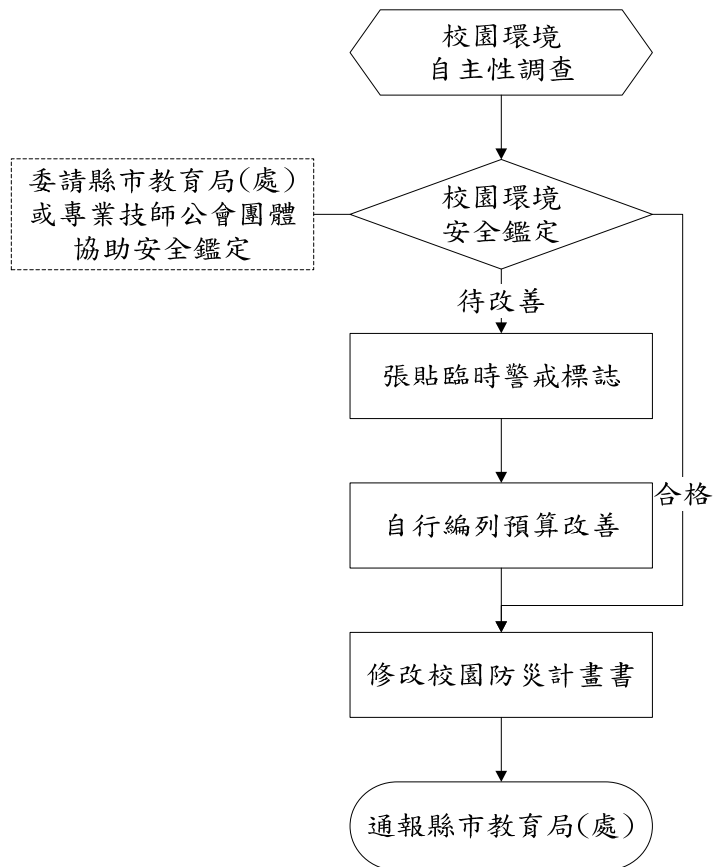 校園環境
自主性調查
委請縣市教育局(處)
或專業技師公會團體
協助安全鑑定
校園環境
安全鑑定
待改善
張貼臨時警戒標誌
合格
自行編列預算改善
修改校園防災計畫書
通報縣市教育局(處)